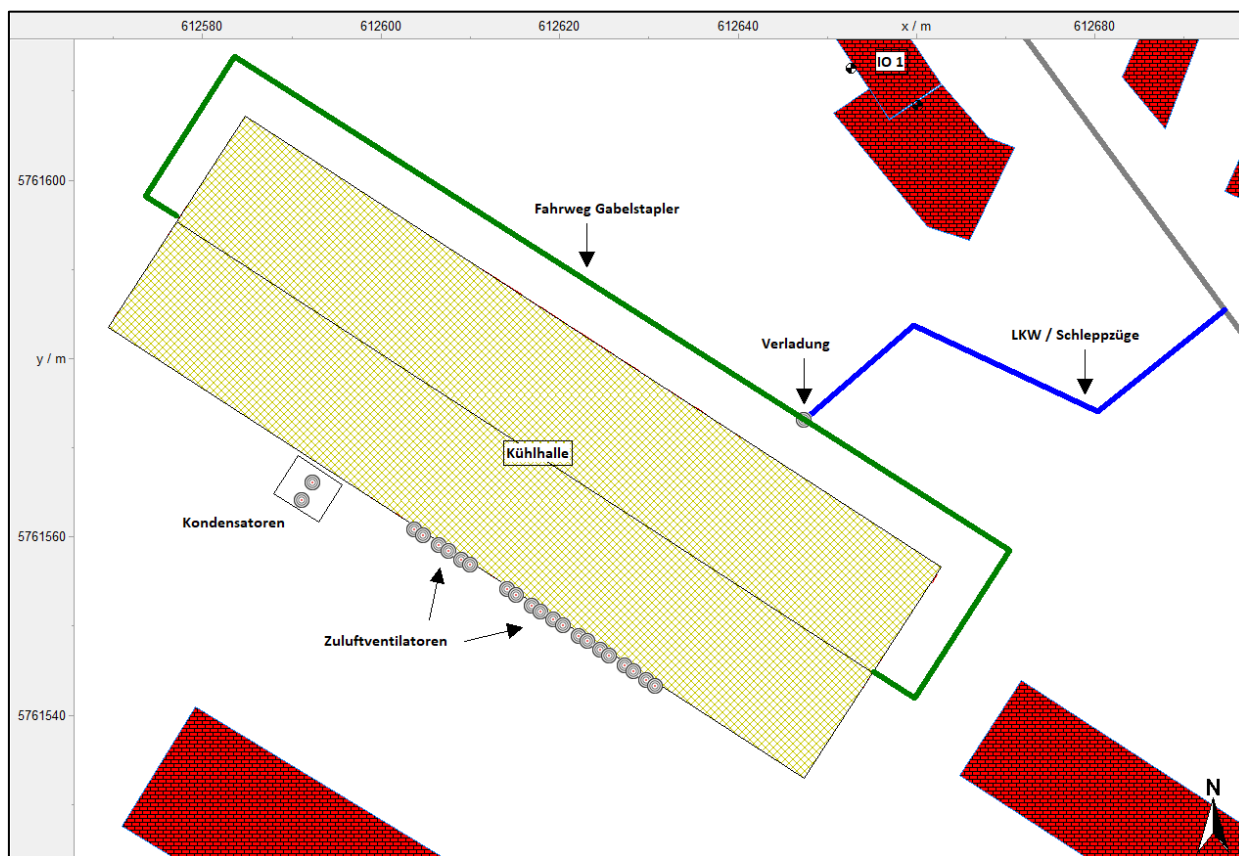 612580 612600 612620 612640 x / m 612680
IO 1
5761600
Fahrweg Gabelstapler
LKW / Schleppzüge
Verladung
y / m
Kühlhalle
Kondensatoren
5761560
Zuluftventilatoren
5761540
N